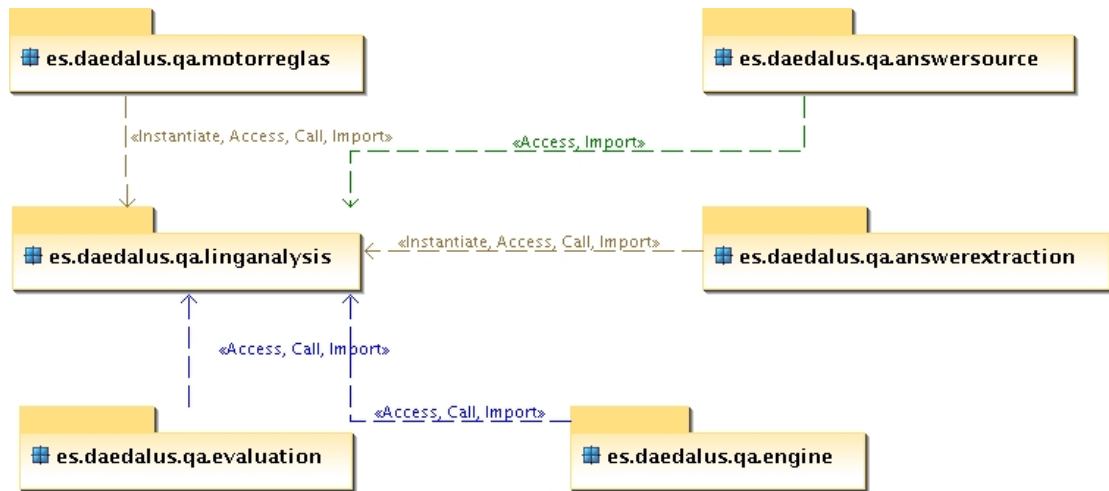 es.daedalus.qa.motorreglas
es.daedalus.qa.answersource
«Instantiate, Access, Call, Import»
«Access, Import»
es.daedalus.qa.linganalysis
«Instantiate, Access, Call, Import»
es.daedalus.qa.answerextraction
«Access, Call, Import»
«Access, Call, Import»
es.daedalus.qa.evaluation
es.daedalus.qa.engine